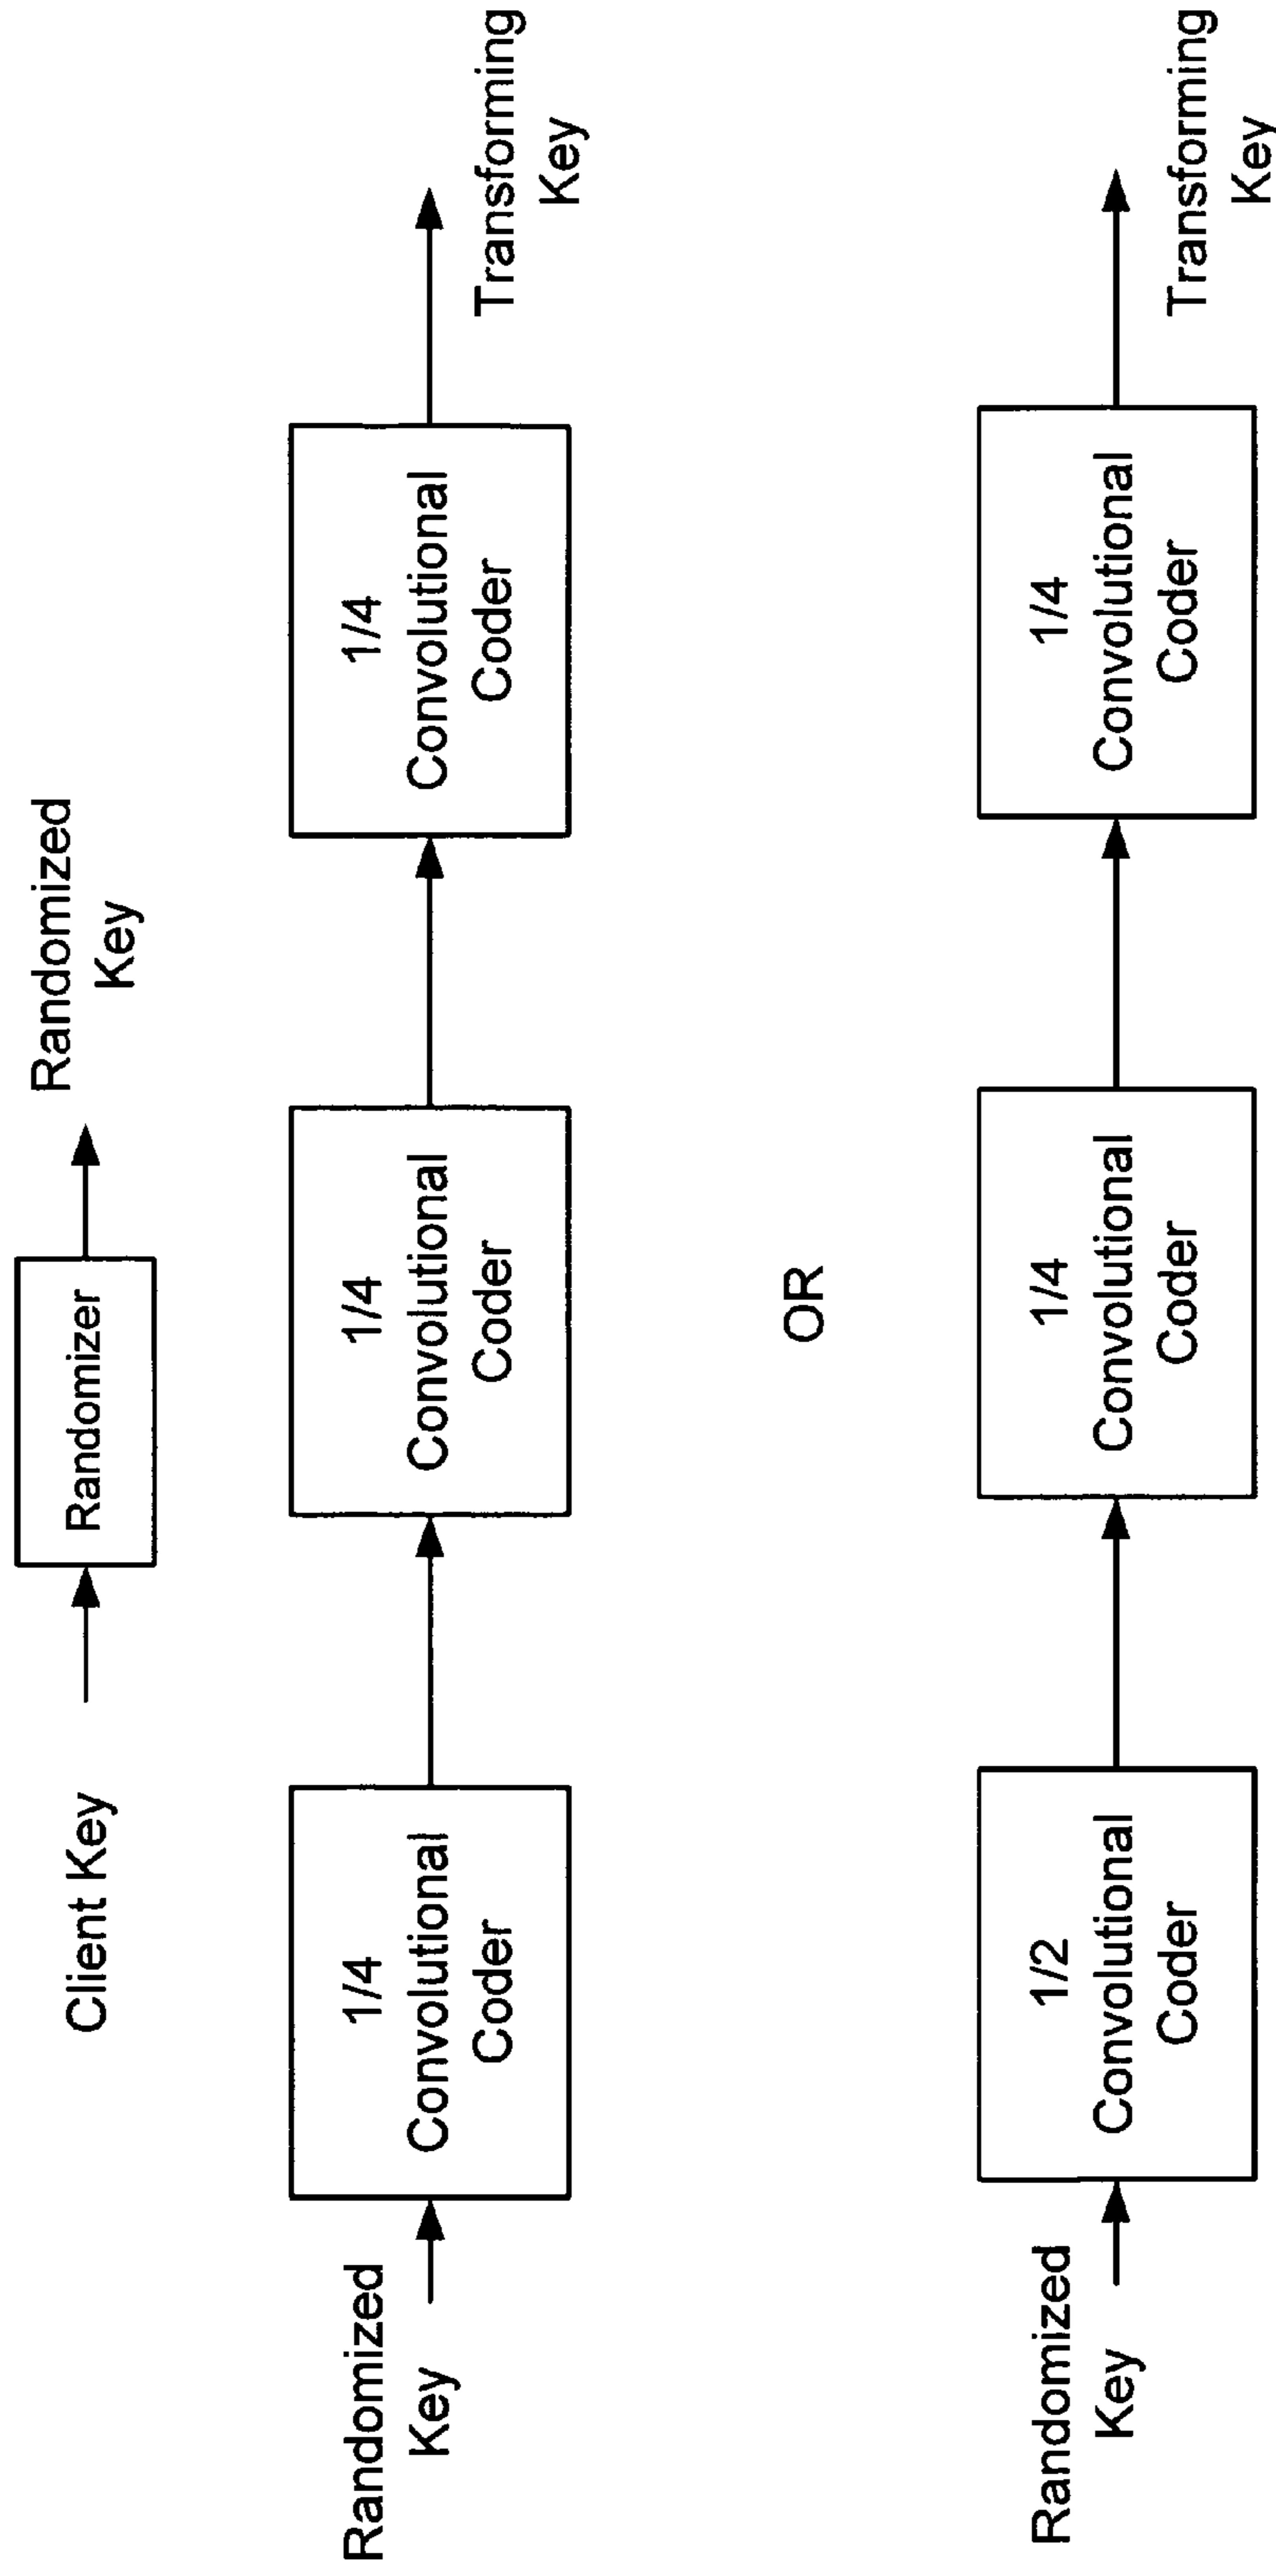 Client Key
Randomizer
Randomized
Key
Randomized
Key
1/4
Convolutional
Coder
1/4
Convolutional
Coder
1/4
Convolutional
Coder
Transforming
Key
OR
Randomized
Key
1/2
Convolutional
Coder
1/4
Convolutional
Coder
1/4
Convolutional
Coder
Transforming
Key